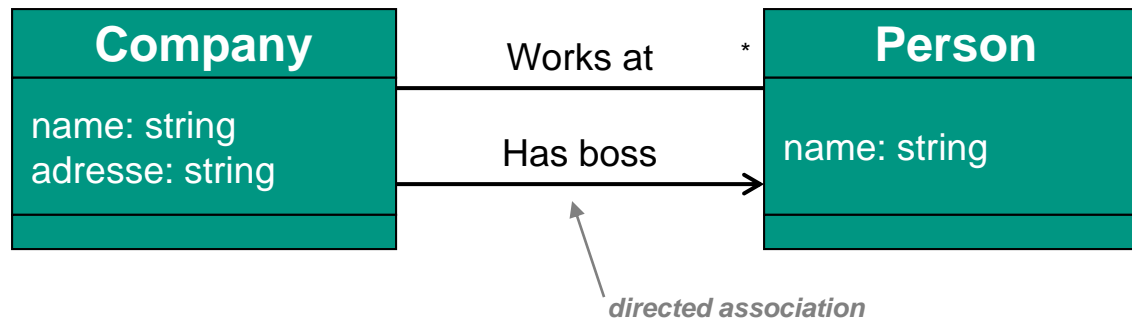 Company
name: string
adresse: string
Works at
*
Has boss
directed association
Person
name: string